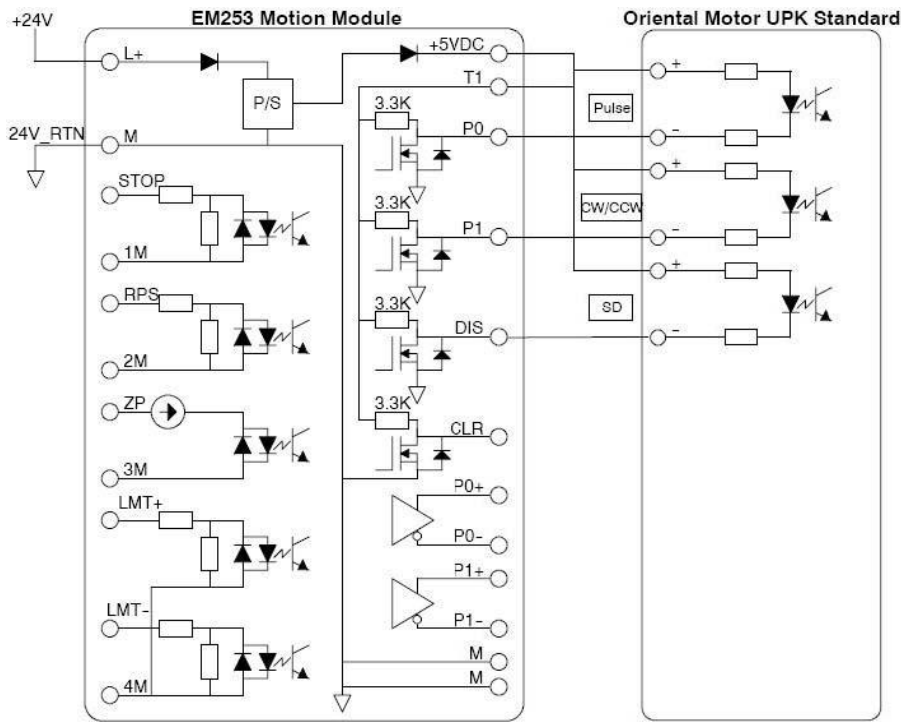 EM253 Motion Module
Oriental Motor UPK Standard
+24V
L+
+5VDC
+
T1
P/S
3.3K
Pulse
24V_RTN
M
P0
−
+
STOP
3.3K
CW/CCW
P1
−
1M
+
RPS
3.3K
SD
DIS
−
2M
ZP
3.3K
CLR
3M
P0+
LMT+
P0−
P1+
LMT−
P1−
M
4M
M